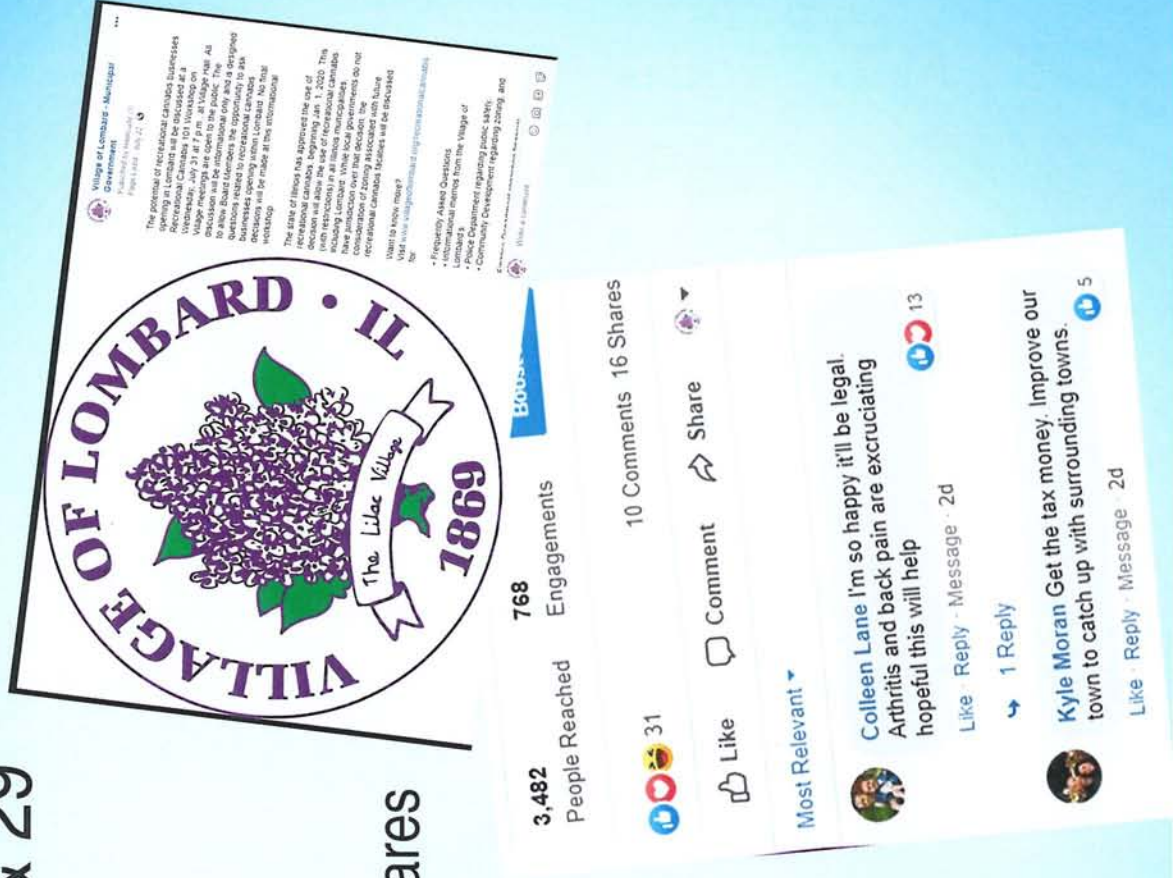 x 29
ares
VILLAGE OF LOMBARD • IL
The Lilac Village
1869
Village of Lombard - Municipal
Government
The potential of recreational cannabis businesses
opening in Lombard will be discussed at a
Recreational Cannabis 101 Workshop on
Wednesday, July 31 at 7 p.m. at Village Hall. All
Village meetings are open to the public. The
discussion will be informational only and is designed
to allow Board Members the opportunity to ask
questions related to recreational cannabis
businesses opening within Lombard. No final
decisions will be made at this informational
workshop.
The state of Illinois has approved the use of
recreational cannabis, beginning Jan. 1, 2020. This
decision will allow the use of recreational cannabis
(with restrictions) in all Illinois municipalities,
including Lombard. While local governments do not
have jurisdiction over that decision, the
consideration of zoning associated with future
recreational cannabis facilities will be discussed
Want to know more?
Visit www.villageoflombard.org/recreationalcannabis
for
• Frequently Asked Questions
• Informational memos from the Village of
Lombard's
• Police Department regarding public safety,
• Community Development regarding zoning, and
Write a comment
3,482
People Reached
768
Engagements
Boost
31
10 Comments 16 Shares
Like Comment Share
Most Relevant
Colleen Lane I'm so happy it'll be legal.
Arthritis and back pain are excruciating
hopeful this will help
13
Like · Reply · Message · 2d
1 Reply
Kyle Moran Get the tax money. Improve our
town to catch up with surrounding towns.
5
Like · Reply · Message · 2d